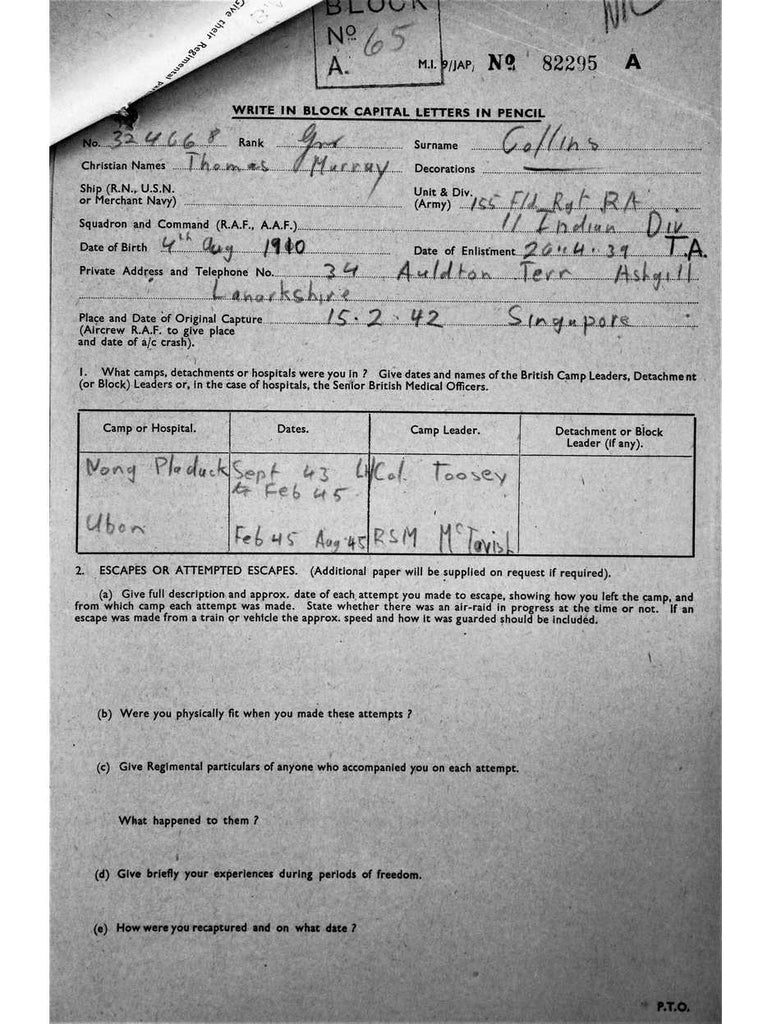 Give their Regimental
BLOCK
Nº 65
A.
M.I. 9/JAP, Nº 82295 A
WRITE IN BLOCK CAPITAL LETTERS IN PENCIL
No. 324668 Rank Gnr Surname Collins
Christian Names Thomas Murray Decorations
Ship (R.N., U.S.N.
or Merchant Navy)
Unit & Div.
(Army) 155 Fld Rgt RA
11 Indian Div
Squadron and Command (R.A.F., A.A.F.)
Date of Birth 4th Aug 1910 Date of Enlistment 20.4.39 T.A.
Private Address and Telephone No. 34 Auldton Terr Ashgill
Lanarkshire
Place and Date of Original Capture 15.2.42 Singapore
(Aircrew R.A.F. to give place
and date of a/c crash).
1. What camps, detachments or hospitals were you in ? Give dates and names of the British Camp Leaders, Detachment
(or Block) Leaders or, in the case of hospitals, the Senior British Medical Officers.
Camp or Hospital. Dates. Camp Leader. Detachment or Block
Leader (if any).
Nong Pladuck Sept 43 Lt/Col. Toosey
to Feb 45
Ubon Feb 45 Aug 45 RSM McTavish
2. ESCAPES OR ATTEMPTED ESCAPES. (Additional paper will be supplied on request if required).
(a) Give full description and approx. date of each attempt you made to escape, showing how you left the camp, and
from which camp each attempt was made. State whether there was an air-raid in progress at the time or not. If an
escape was made from a train or vehicle the approx. speed and how it was guarded should be included.
(b) Were you physically fit when you made these attempts ?
(c) Give Regimental particulars of anyone who accompanied you on each attempt.
What happened to them ?
(d) Give briefly your experiences during periods of freedom.
(e) How were you recaptured and on what date ?
P.T.O.